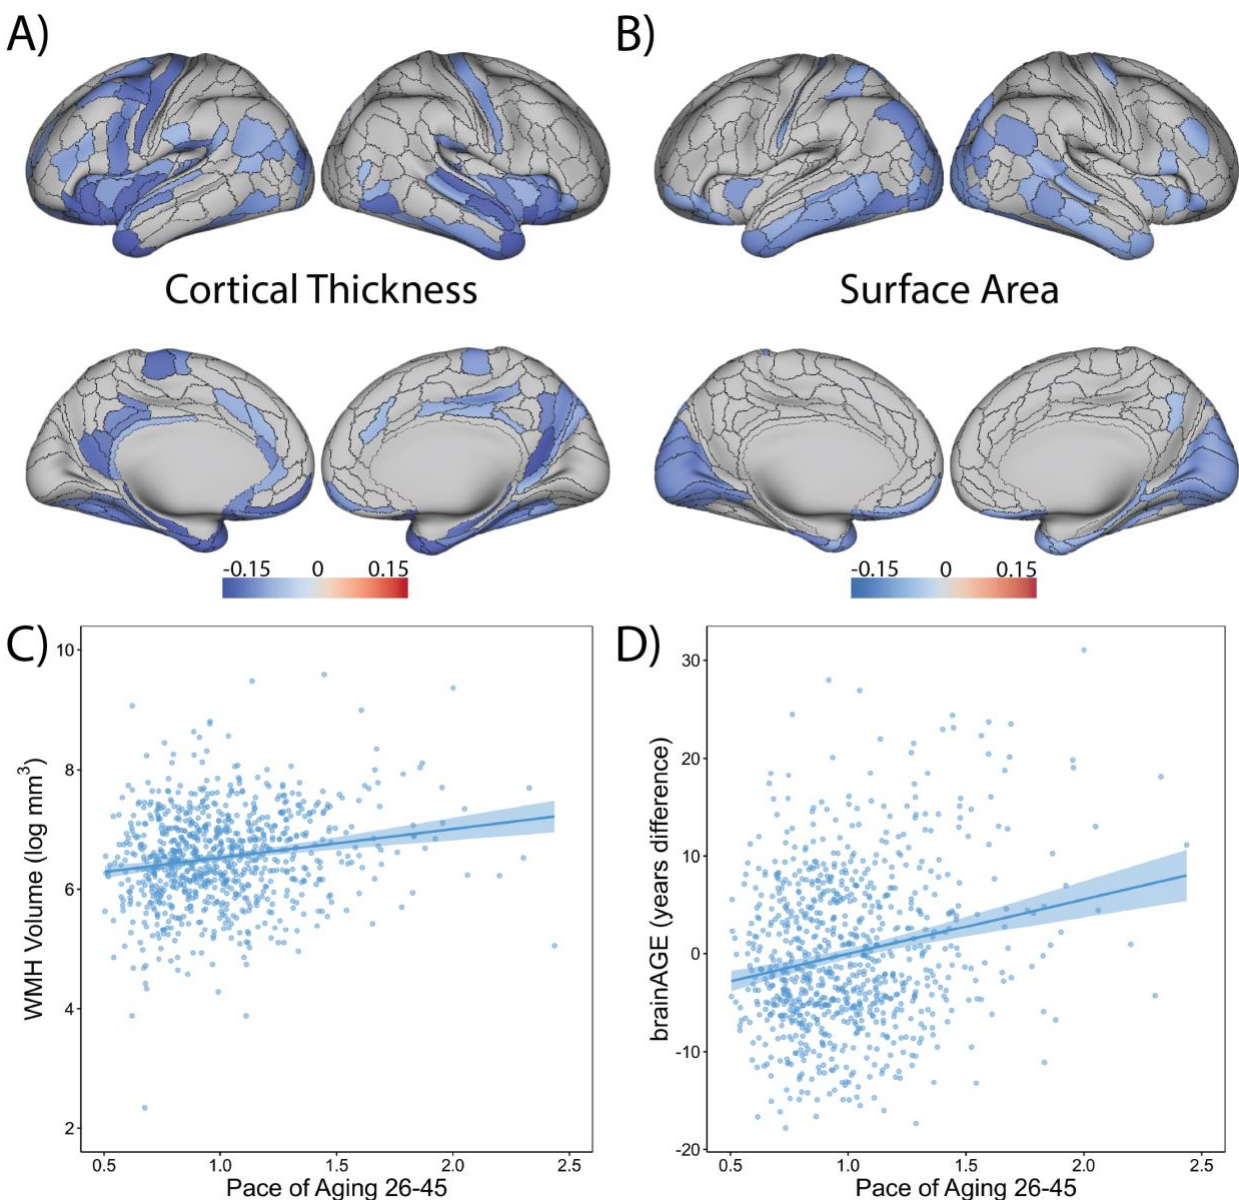 A)
B)
Cortical Thickness
Surface Area
-0.15 0 0.15
-0.15 0 0.15
C)
10
8
6
4
2
WMH Volume (log mm³)
0.5 1.0 1.5 2.0 2.5
Pace of Aging 26-45
D)
30
20
10
0
-10
-20
brainAGE (years difference)
0.5 1.0 1.5 2.0 2.5
Pace of Aging 26-45